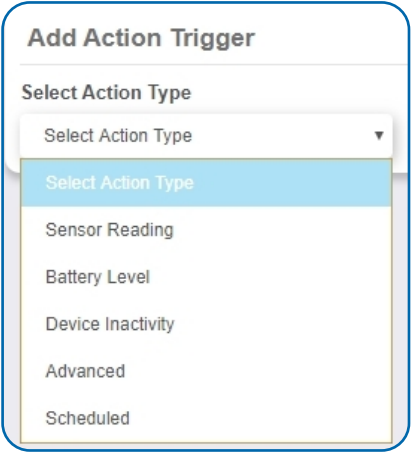 Add Action Trigger
Select Action Type
Select Action Type
Select Action Type
Sensor Reading
Battery Level
Device Inactivity
Advanced
Scheduled